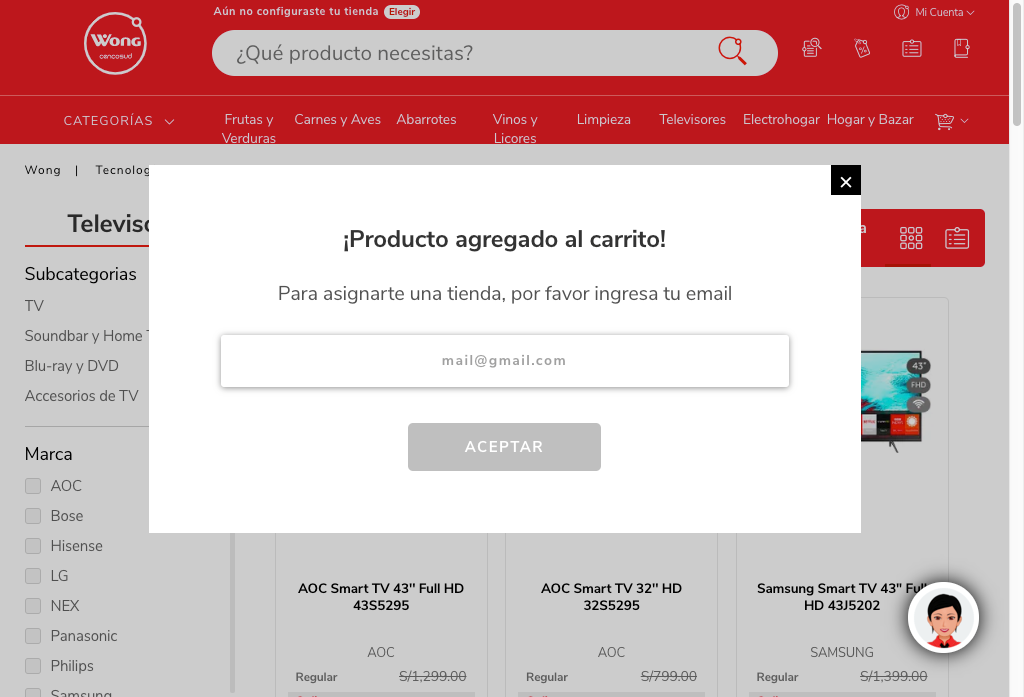 Aún no configuraste tu tienda Elegir
Mi Cuenta
Wong
cencosud
¿Qué producto necesitas?
CATEGORÍAS
Frutas y
Verduras
Carnes y Aves
Abarrotes
Vinos y
Licores
Limpieza
Televisores
Electrohogar
Hogar y Bazar
Wong | Tecnolog
×
Televiso
a
¡Producto agregado al carrito!
Para asignarte una tienda, por favor ingresa tu email
mail@gmail.com
ACEPTAR
Subcategorias
TV
Soundbar y Home T
Blu-ray y DVD
Accesorios de TV
Marca
AOC
Bose
Hisense
LG
NEX
Panasonic
Philips
Samsung
43"
FHD
AOC Smart TV 43'' Full HD
43S5295
AOC
Regular S/1,299.00
AOC Smart TV 32'' HD
32S5295
AOC
Regular S/799.00
Samsung Smart TV 43" Full
HD 43J5202
SAMSUNG
Regular S/1,399.00